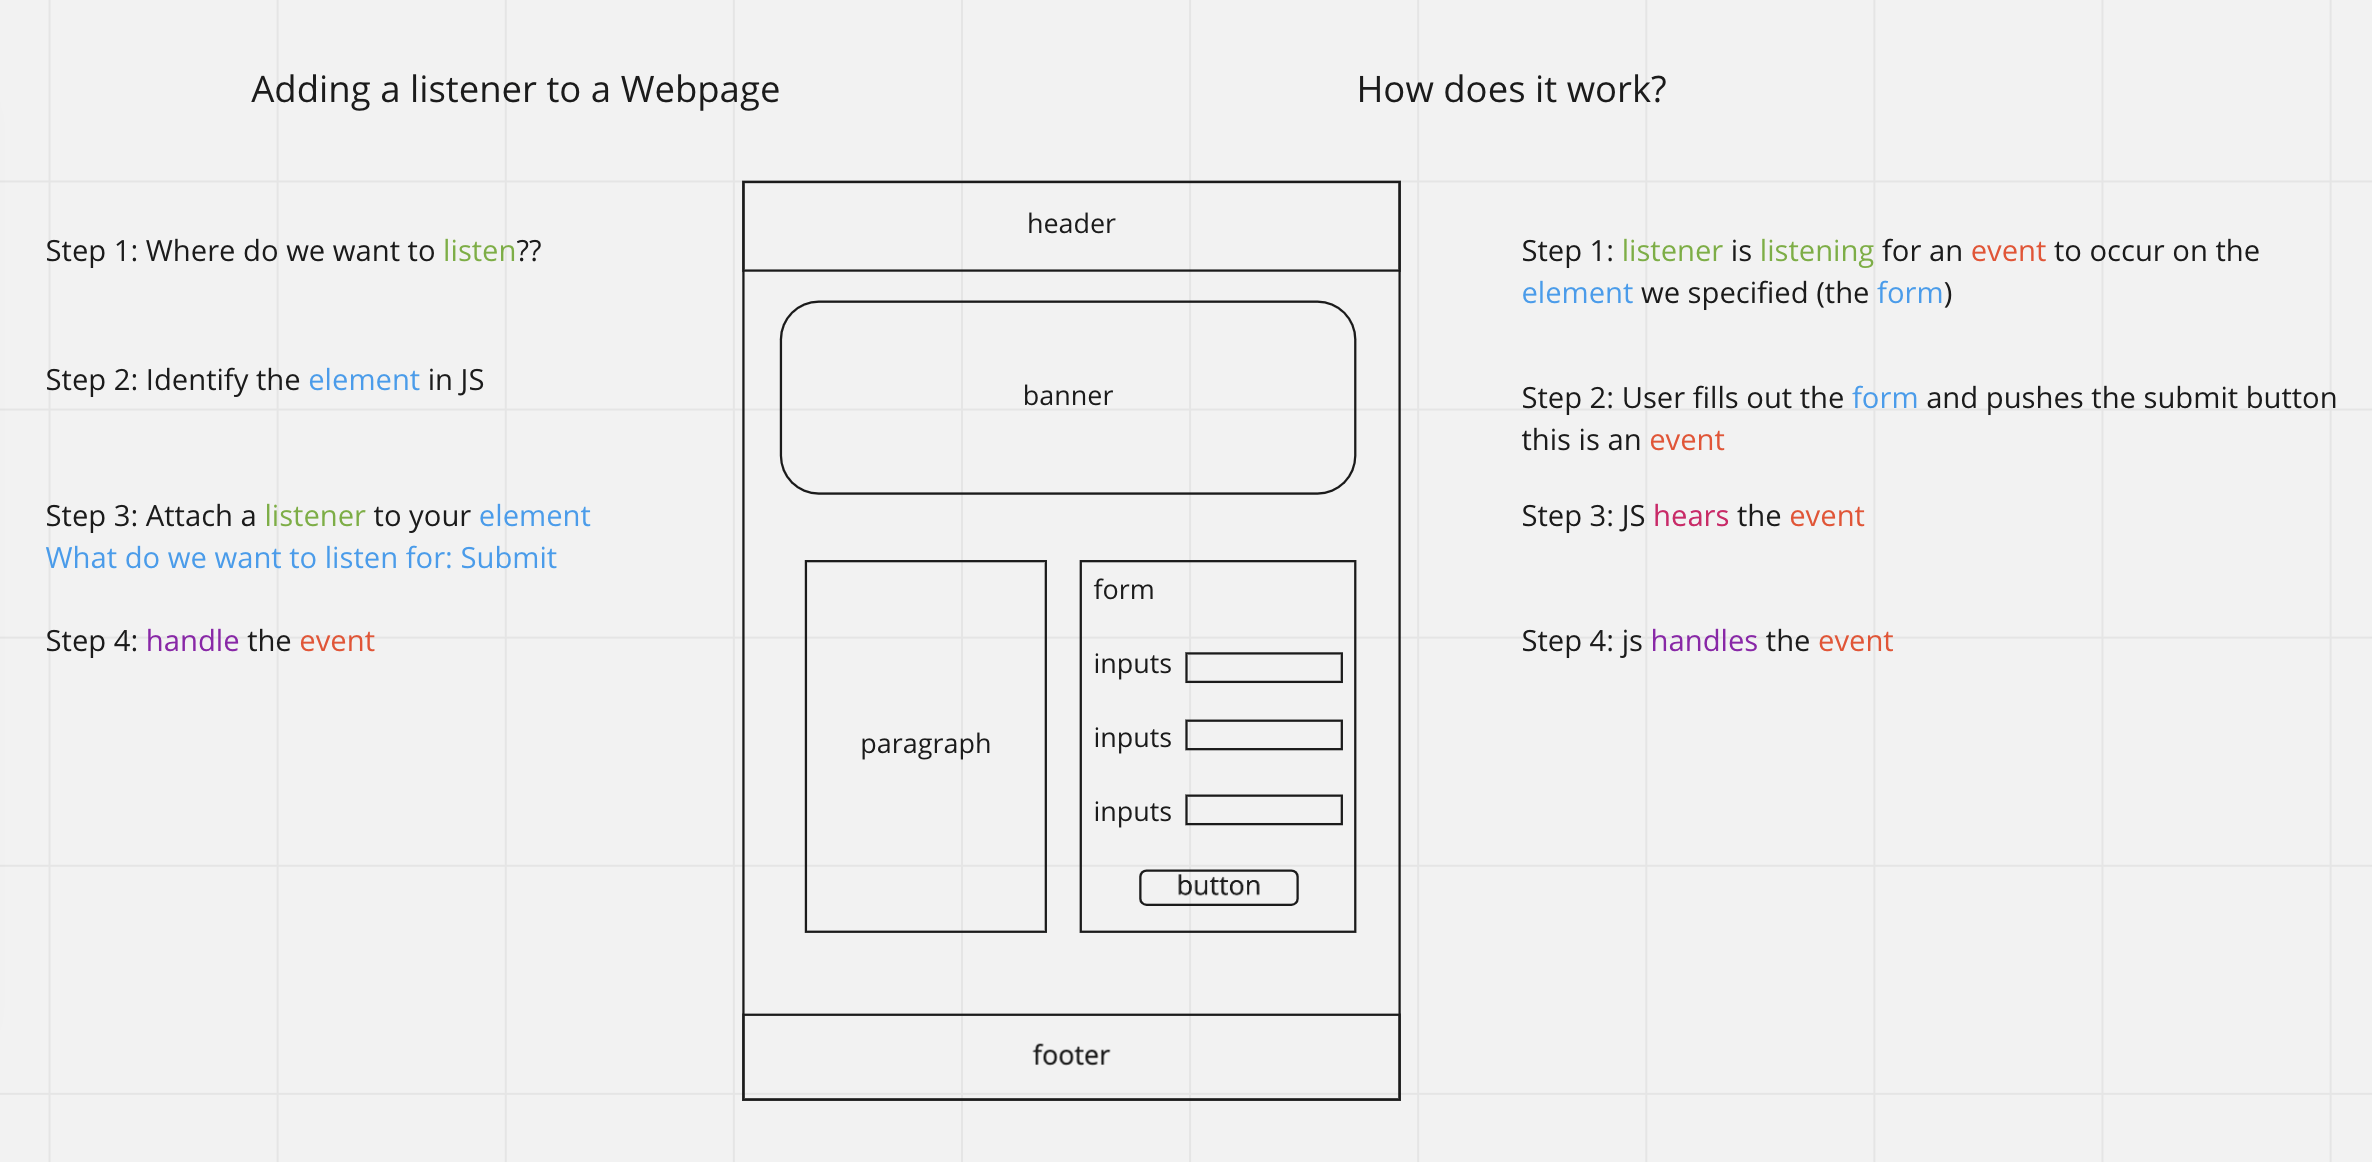 Adding a listener to a Webpage
How does it work?
Step 1: Where do we want to listen??
Step 2: Identify the element in JS
Step 3: Attach a listener to your element
What do we want to listen for: Submit
Step 4: handle the event
header
banner
paragraph
form
inputs
inputs
inputs
button
footer
Step 1: listener is listening for an event to occur on the
element we specified (the form)
Step 2: User fills out the form and pushes the submit button
this is an event
Step 3: JS hears the event
Step 4: js handles the event